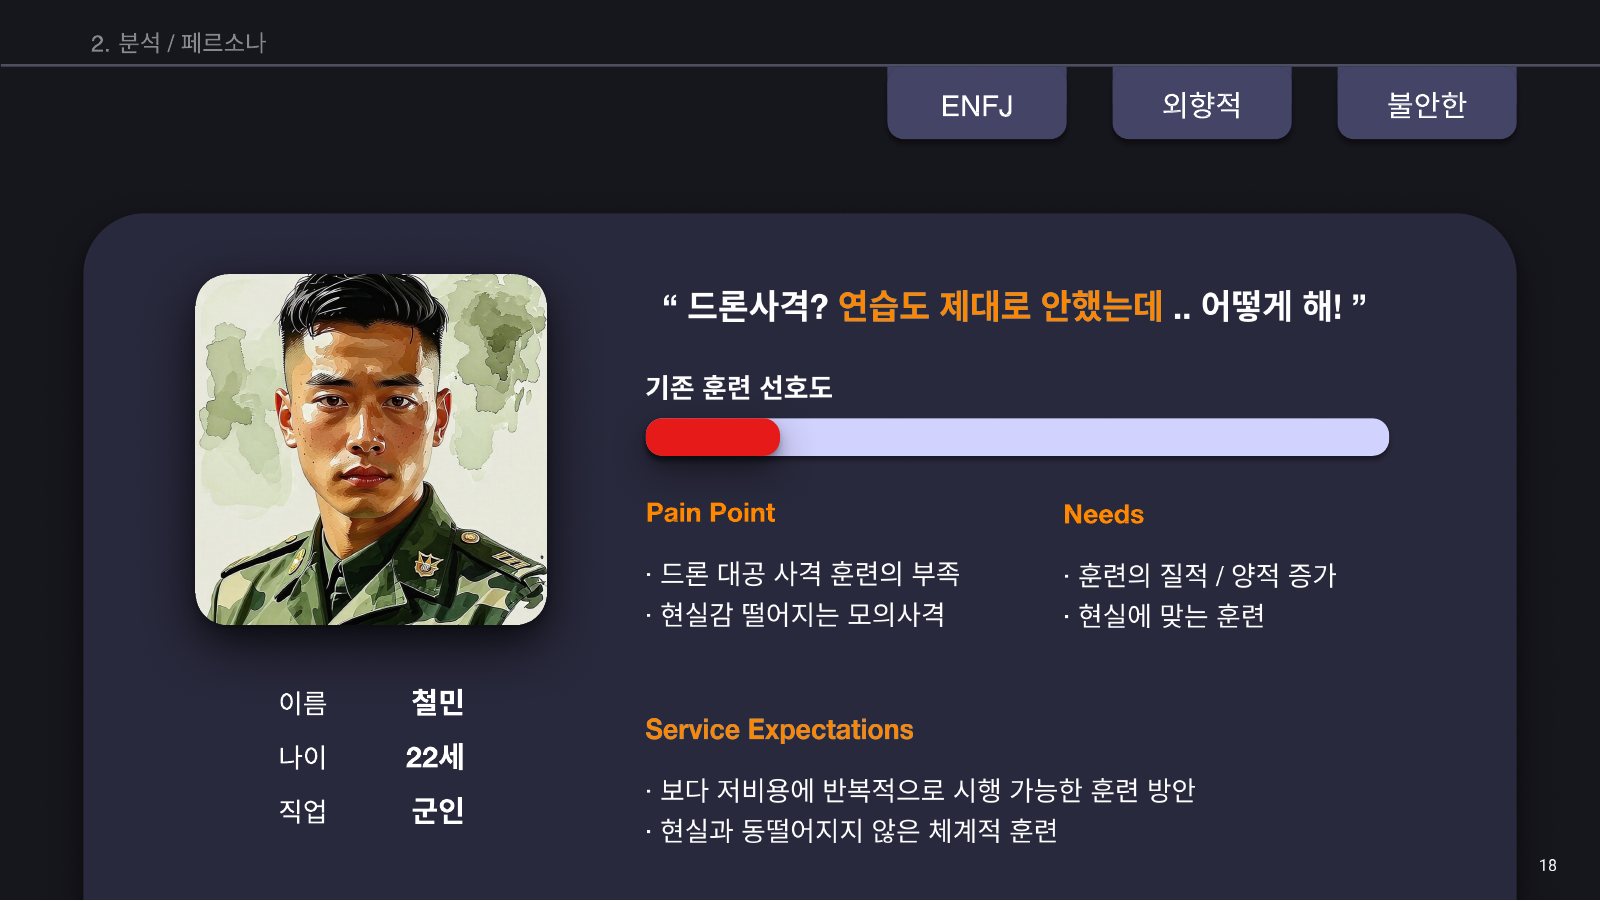 2. 분석 / 페르소나
ENFJ
외향적
불안한
“ 드론사격? 연습도 제대로 안했는데 .. 어떻게 해! ”
기존 훈련 선호도
Pain Point
· 드론 대공 사격 훈련의 부족
· 현실감 떨어지는 모의사격
Needs
· 훈련의 질적 / 양적 증가
· 현실에 맞는 훈련
이름 철민
나이 22세
직업 군인
Service Expectations
· 보다 저비용에 반복적으로 시행 가능한 훈련 방안
· 현실과 동떨어지지 않은 체계적 훈련
18